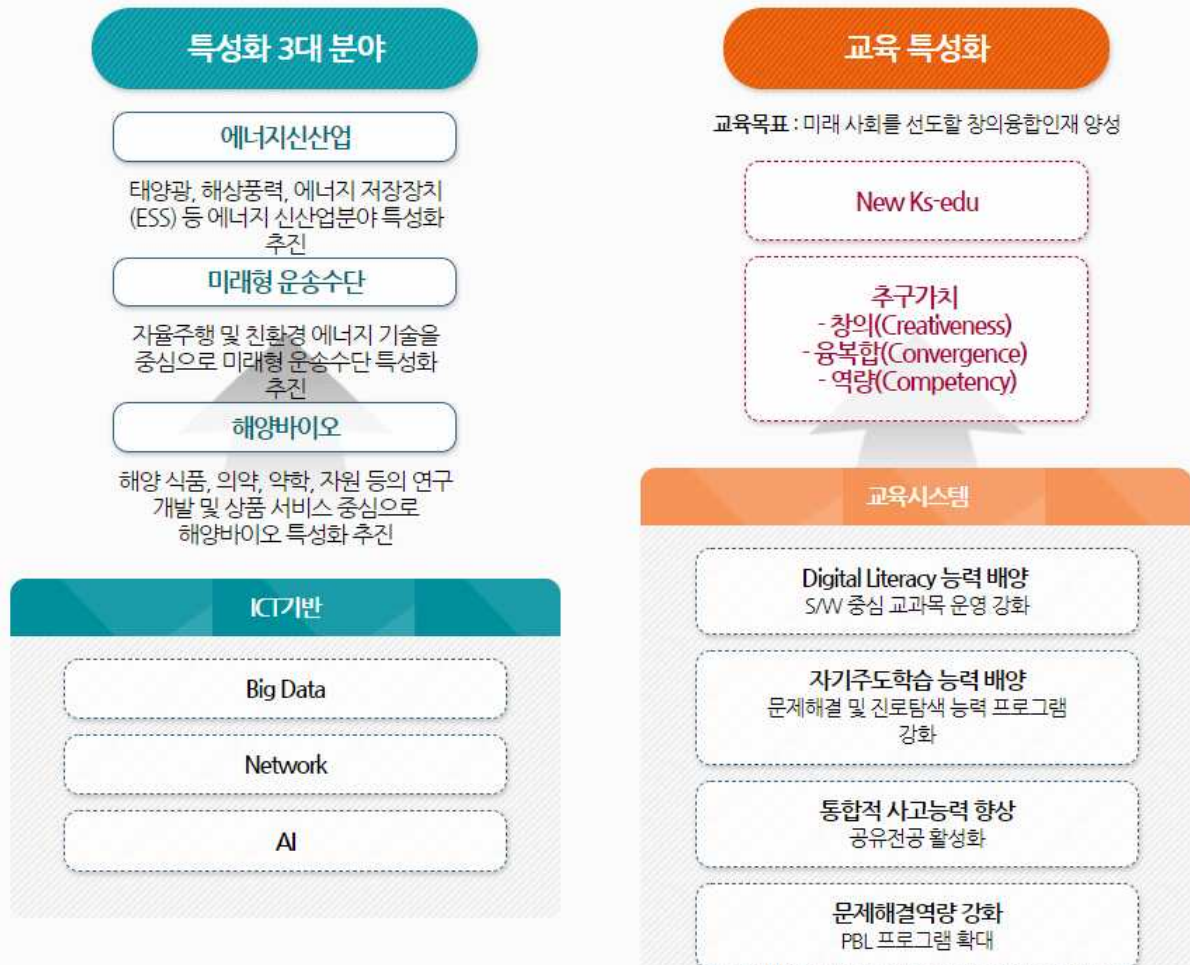 특성화 3대 분야
에너지신산업
태양광, 해상풍력, 에너지 저장장치
(ESS) 등 에너지 신산업분야 특성화
추진
미래형 운송수단
자율주행 및 친환경 에너지 기술을
중심으로 미래형 운송수단 특성화
추진
해양바이오
해양 식품, 의약, 약학, 자원 등의 연구
개발 및 상품 서비스 중심으로
해양바이오 특성화 추진
ICT기반
Big Data
Network
AI
교육 특성화
교육목표 : 미래 사회를 선도할 창의융합인재 양성
New Ks-edu
추구가치
- 창의(Creativeness)
- 융복합(Convergence)
- 역량(Competency)
교육시스템
Digital Literacy 능력 배양
S/W 중심 교과목 운영 강화
자기주도학습 능력 배양
문제해결 및 진로탐색 능력 프로그램
강화
통합적 사고능력 향상
공유전공 활성화
문제해결역량 강화
PBL 프로그램 확대